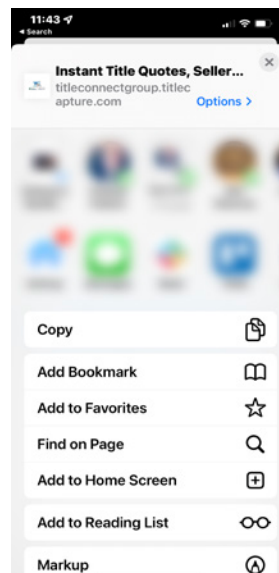 11:43
Search
Instant Title Quotes, Seller...
titleconnectgroup.titlec
apture.com
Options >
Copy
Add Bookmark
Add to Favorites
Find on Page
Add to Home Screen
Add to Reading List
Markup